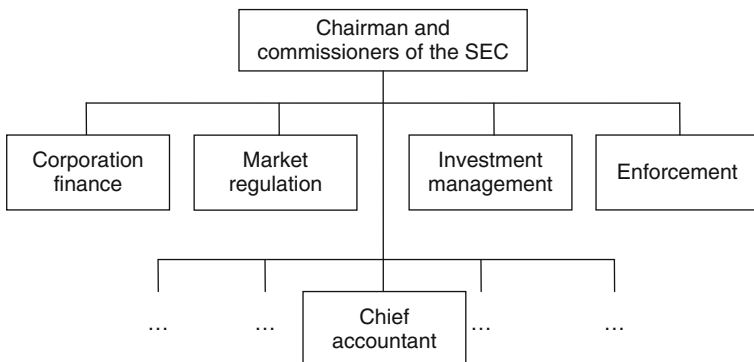 Chairman and
commissioners of the SEC
Corporation
finance
Market
regulation
Investment
management
Enforcement
...
...
Chief
accountant
...
...